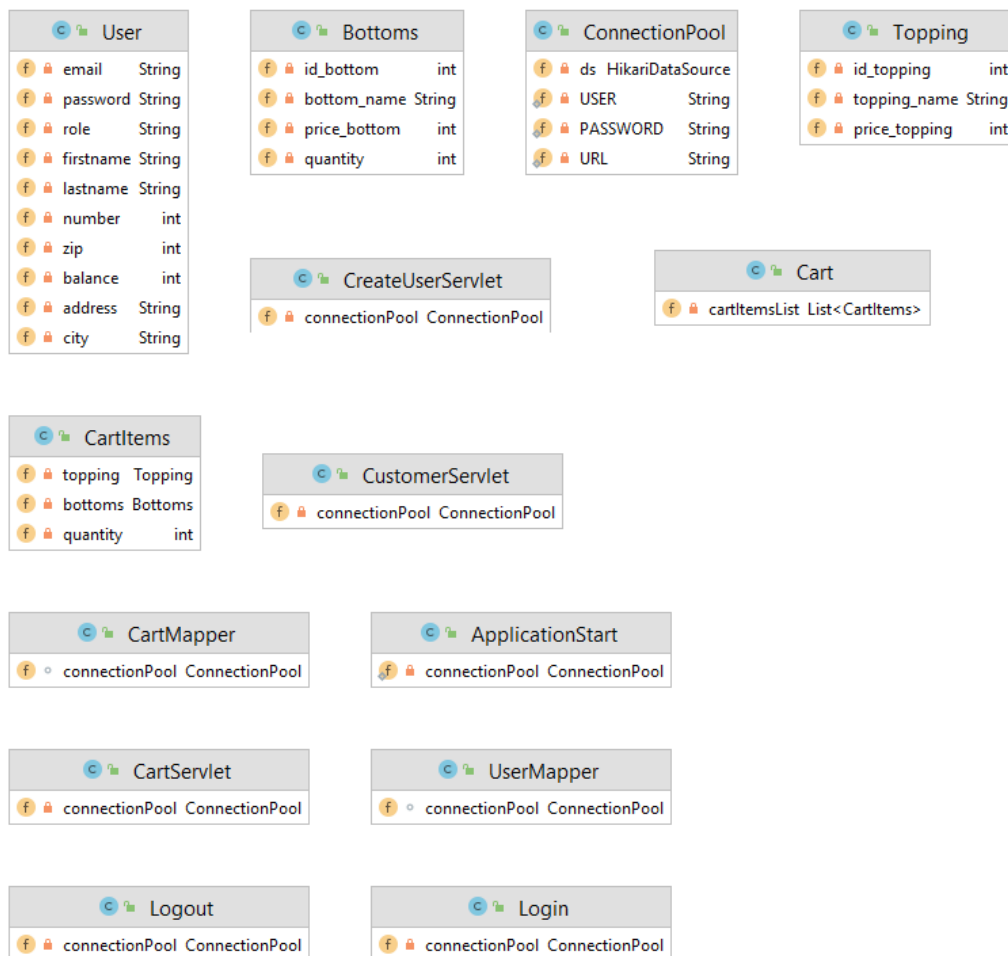 User
email String
password String
role String
firstname String
lastname String
number int
zip int
balance int
address String
city String
Bottoms
id_bottom int
bottom_name String
price_bottom int
quantity int
ConnectionPool
ds HikariDataSource
USER String
PASSWORD String
URL String
Topping
id_topping int
topping_name String
price_topping int
CreateUserServlet
connectionPool ConnectionPool
Cart
cartItemsList List<CartItems>
CartItems
topping Topping
bottoms Bottoms
quantity int
CustomerServlet
connectionPool ConnectionPool
CartMapper
connectionPool ConnectionPool
ApplicationStart
connectionPool ConnectionPool
CartServlet
connectionPool ConnectionPool
UserMapper
connectionPool ConnectionPool
Logout
connectionPool ConnectionPool
Login
connectionPool ConnectionPool